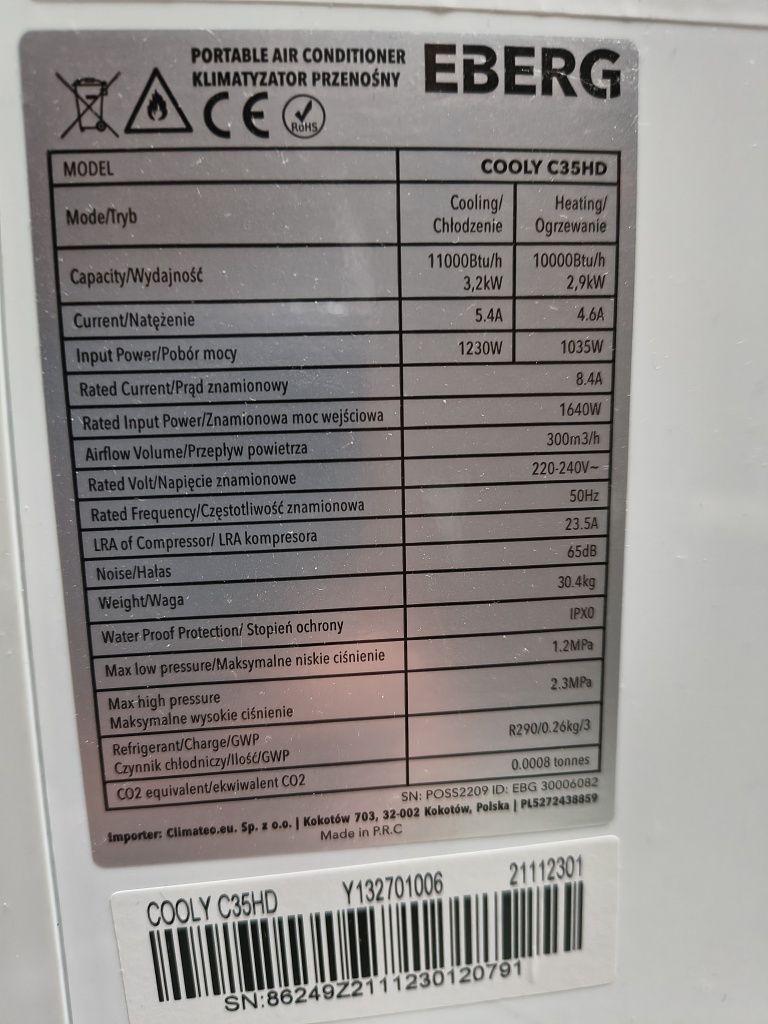 PORTABLE AIR CONDITIONER
KLIMATYZATOR PRZENOŚNY
EBERG
CE RoHS
MODEL COOLY C35HD
Mode/Tryb Cooling/ Chłodzenie Heating/ Ogrzewanie
Capacity/Wydajność 11000Btu/h 3,2kW 10000Btu/h 2,9kW
Current/Natężenie 5.4A 4.6A
Input Power/Pobór mocy 1230W 1035W
Rated Current/Prąd znamionowy 8.4A
Rated Input Power/Znamionowa moc wejściowa 1640W
Airflow Volume/Przepływ powietrza 300m3/h
Rated Volt/Napięcie znamionowe 220-240V~
Rated Frequency/Częstotliwość znamionowa 50Hz
LRA of Compressor/ LRA kompresora 23.5A
Noise/Hałas 65dB
Weight/Waga 30.4kg
Water Proof Protection/ Stopień ochrony IPX0
Max low pressure/Maksymalne niskie ciśnienie 1.2MPa
Max high pressure
Maksymalne wysokie ciśnienie 2.3MPa
Refrigerant/Charge/GWP
Czynnik chłodniczy/Ilość/GWP R290/0.26kg/3
CO2 equivalent/ekwiwalent CO2 0.0008 tonnes
SN: POSS2209 ID: EBG 30006082
Importer: Climateo.eu. Sp. z o.o. | Kokotów 703, 32-002 Kokotów, Polska | PL5272438859
Made in P.R.C
COOLY C35HD Y132701006 21112301
SN:86249Z2111230120791